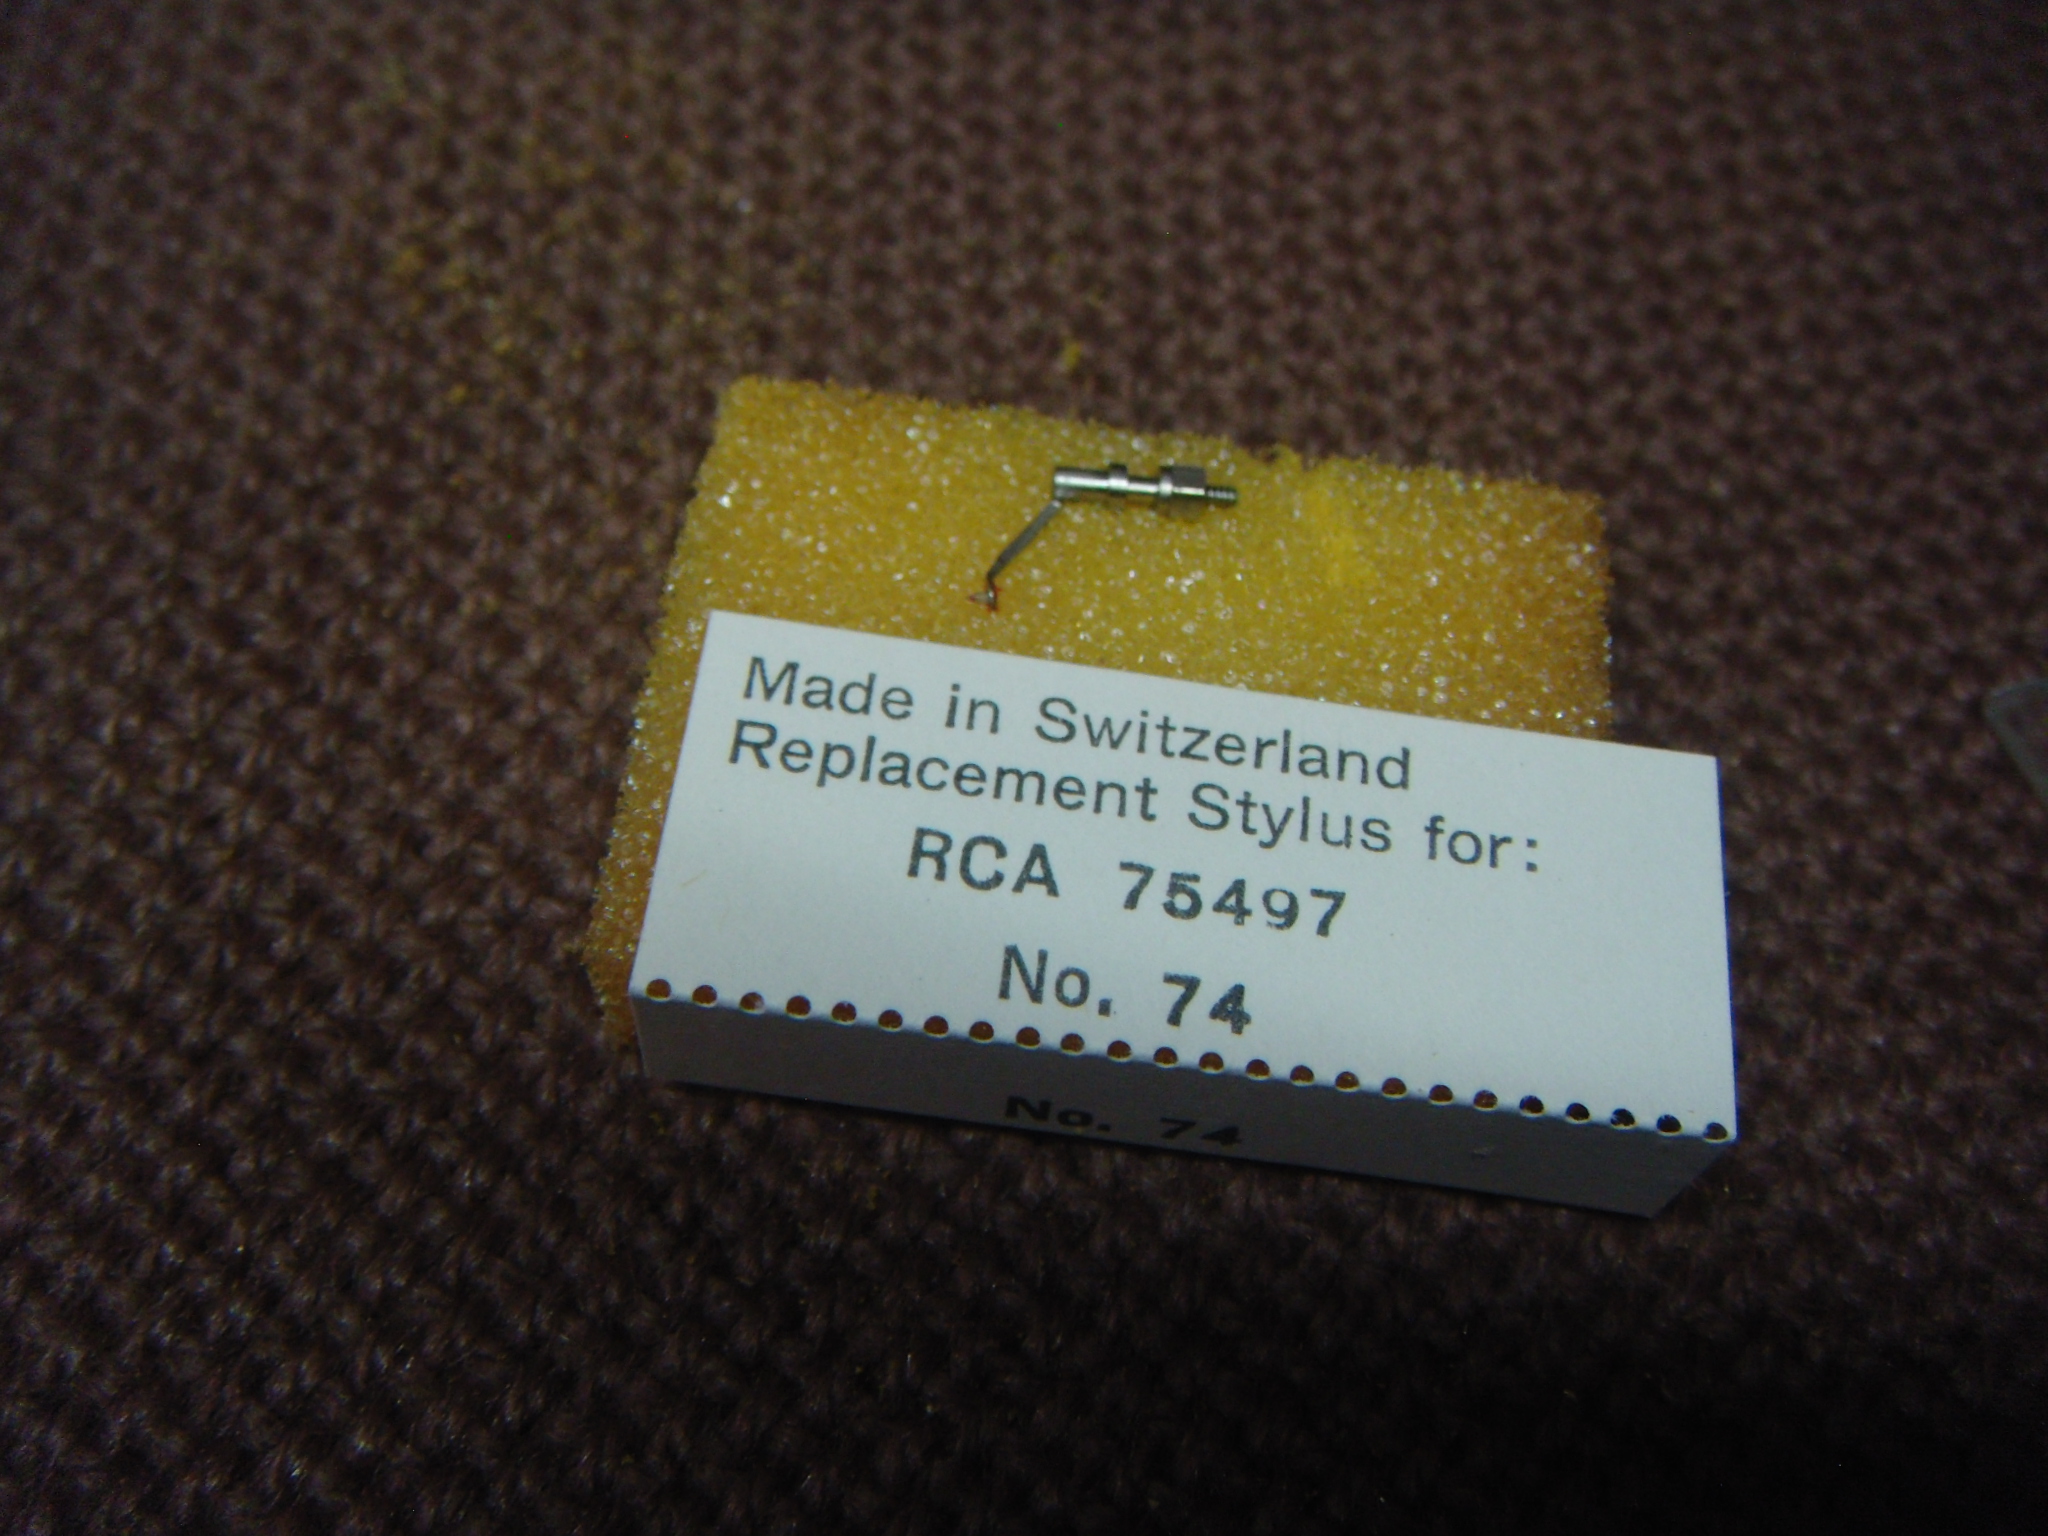 Made in Switzerland
Replacement Stylus for:
RCA 75497
No. 74
No. 74